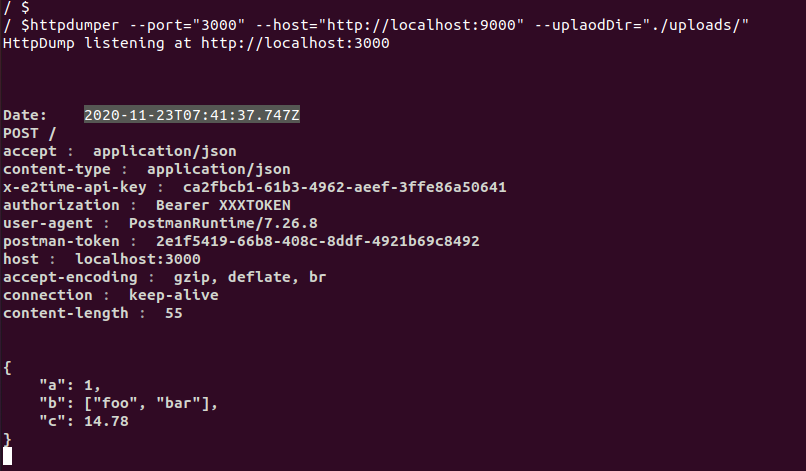 / $
/ $httpdumper --port="3000" --host="http://localhost:9000" --uplaodDir="./uploads/"
HttpDump listening at http://localhost:3000
Date:    2020-11-23T07:41:37.747Z
POST /
accept :  application/json
content-type :  application/json
x-e2time-api-key :  ca2fbcb1-61b3-4962-aeef-3ffe86a50641
authorization :  Bearer XXXTOKEN
user-agent :  PostmanRuntime/7.26.8
postman-token :  2e1f5419-66b8-408c-8ddf-4921b69c8492
host :  localhost:3000
accept-encoding :  gzip, deflate, br
connection :  keep-alive
content-length :  55
{
    "a": 1,
    "b": ["foo", "bar"],
    "c": 14.78
}